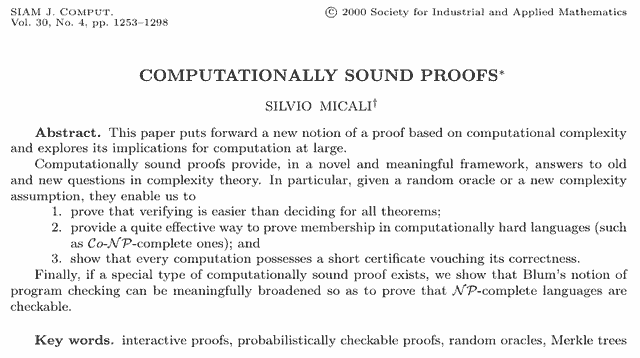 SIAM J. COMPUT.
Vol. 30, No. 4, pp. 1253–1298
© 2000 Society for Industrial and Applied Mathematics
COMPUTATIONALLY SOUND PROOFS*
SILVIO MICALI†
Abstract. This paper puts forward a new notion of a proof based on computational complexity
and explores its implications for computation at large.
Computationally sound proofs provide, in a novel and meaningful framework, answers to old
and new questions in complexity theory. In particular, given a random oracle or a new complexity
assumption, they enable us to
1. prove that verifying is easier than deciding for all theorems;
2. provide a quite effective way to prove membership in computationally hard languages (such
as Co-NP-complete ones); and
3. show that every computation possesses a short certificate vouching its correctness.
Finally, if a special type of computationally sound proof exists, we show that Blum's notion of
program checking can be meaningfully broadened so as to prove that NP-complete languages are
checkable.
Key words. interactive proofs, probabilistically checkable proofs, random oracles, Merkle trees